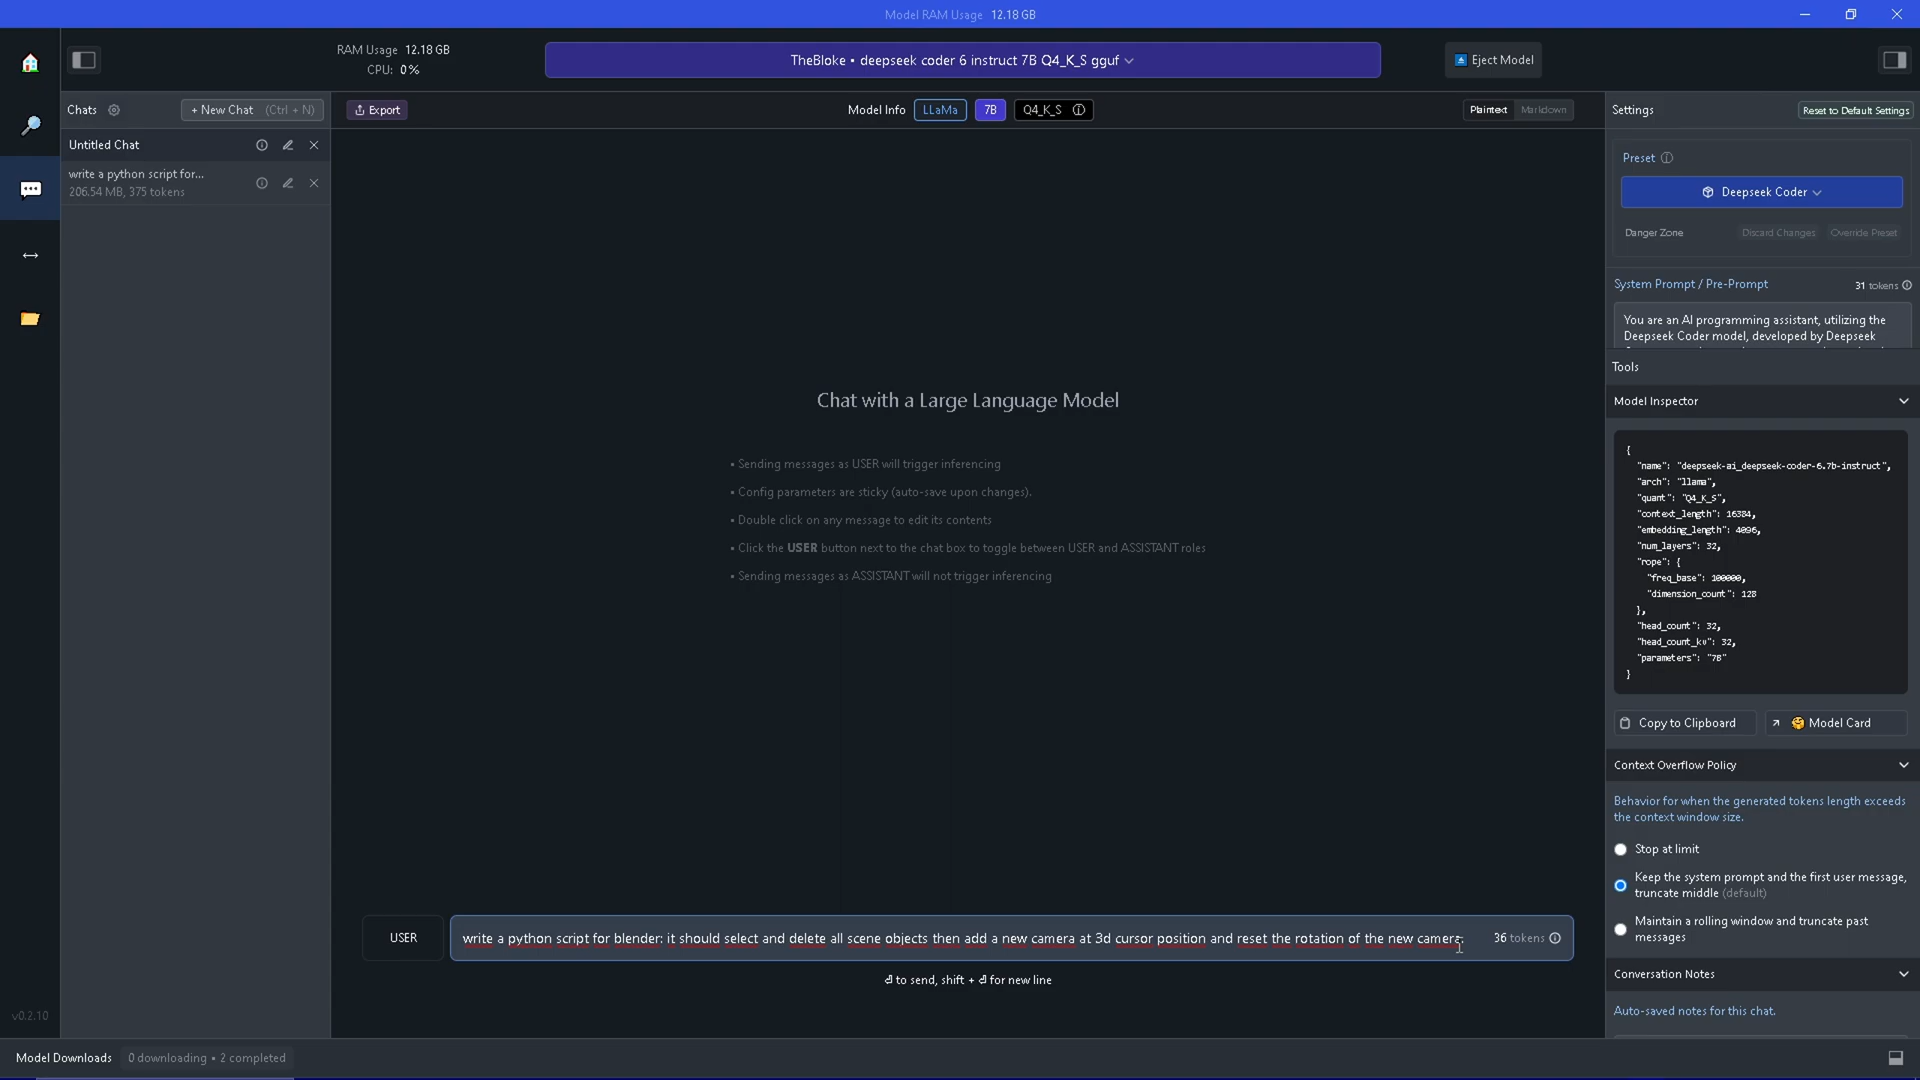 Model RAM Usage 12.18 GB
RAM Usage 12.18 GB
CPU: 0%
TheBloke • deepseek coder 6 instruct 7B Q4_K_S gguf
Eject Model
Chats
+ New Chat (Ctrl + N)
Export
Model Info LLaMa 7B Q4_K_S
Plaintext Markdown
Settings
Reset to Default Settings
Untitled Chat
write a python script for...
206.54 MB, 375 tokens
Preset
Deepseek Coder
Danger Zone Discard Changes Override Preset
System Prompt / Pre-Prompt 31 tokens
You are an AI programming assistant, utilizing the
Deepseek Coder model, developed by Deepseek
Tools
Model Inspector
{
"name": "deepseek-ai_deepseek-coder-6.7b-instruct",
"arch": "llama",
"quant": "Q4_K_S",
"context_length": 16384,
"embedding_length": 4096,
"num_layers": 32,
"rope": {
"freq_base": 100000,
"dimension_count": 128
},
"head_count": 32,
"head_count_kv": 32,
"parameters": "7B"
}
Copy to Clipboard
Model Card
Context Overflow Policy
Behavior for when the generated tokens length exceeds
the context window size.
Stop at limit
Keep the system prompt and the first user message,
truncate middle (default)
Maintain a rolling window and truncate past
messages
Conversation Notes
Auto-saved notes for this chat.
Chat with a Large Language Model
• Sending messages as USER will trigger inferencing
• Config parameters are sticky (auto-save upon changes).
• Double click on any message to edit its contents
• Click the USER button next to the chat box to toggle between USER and ASSISTANT roles
• Sending messages as ASSISTANT will not trigger inferencing
USER
write a python script for blender: it should select and delete all scene objects then add a new camera at 3d cursor position and reset the rotation of the new camera.
36 tokens
⏎ to send, shift + ⏎ for new line
v0.2.10
Model Downloads 0 downloading • 2 completed